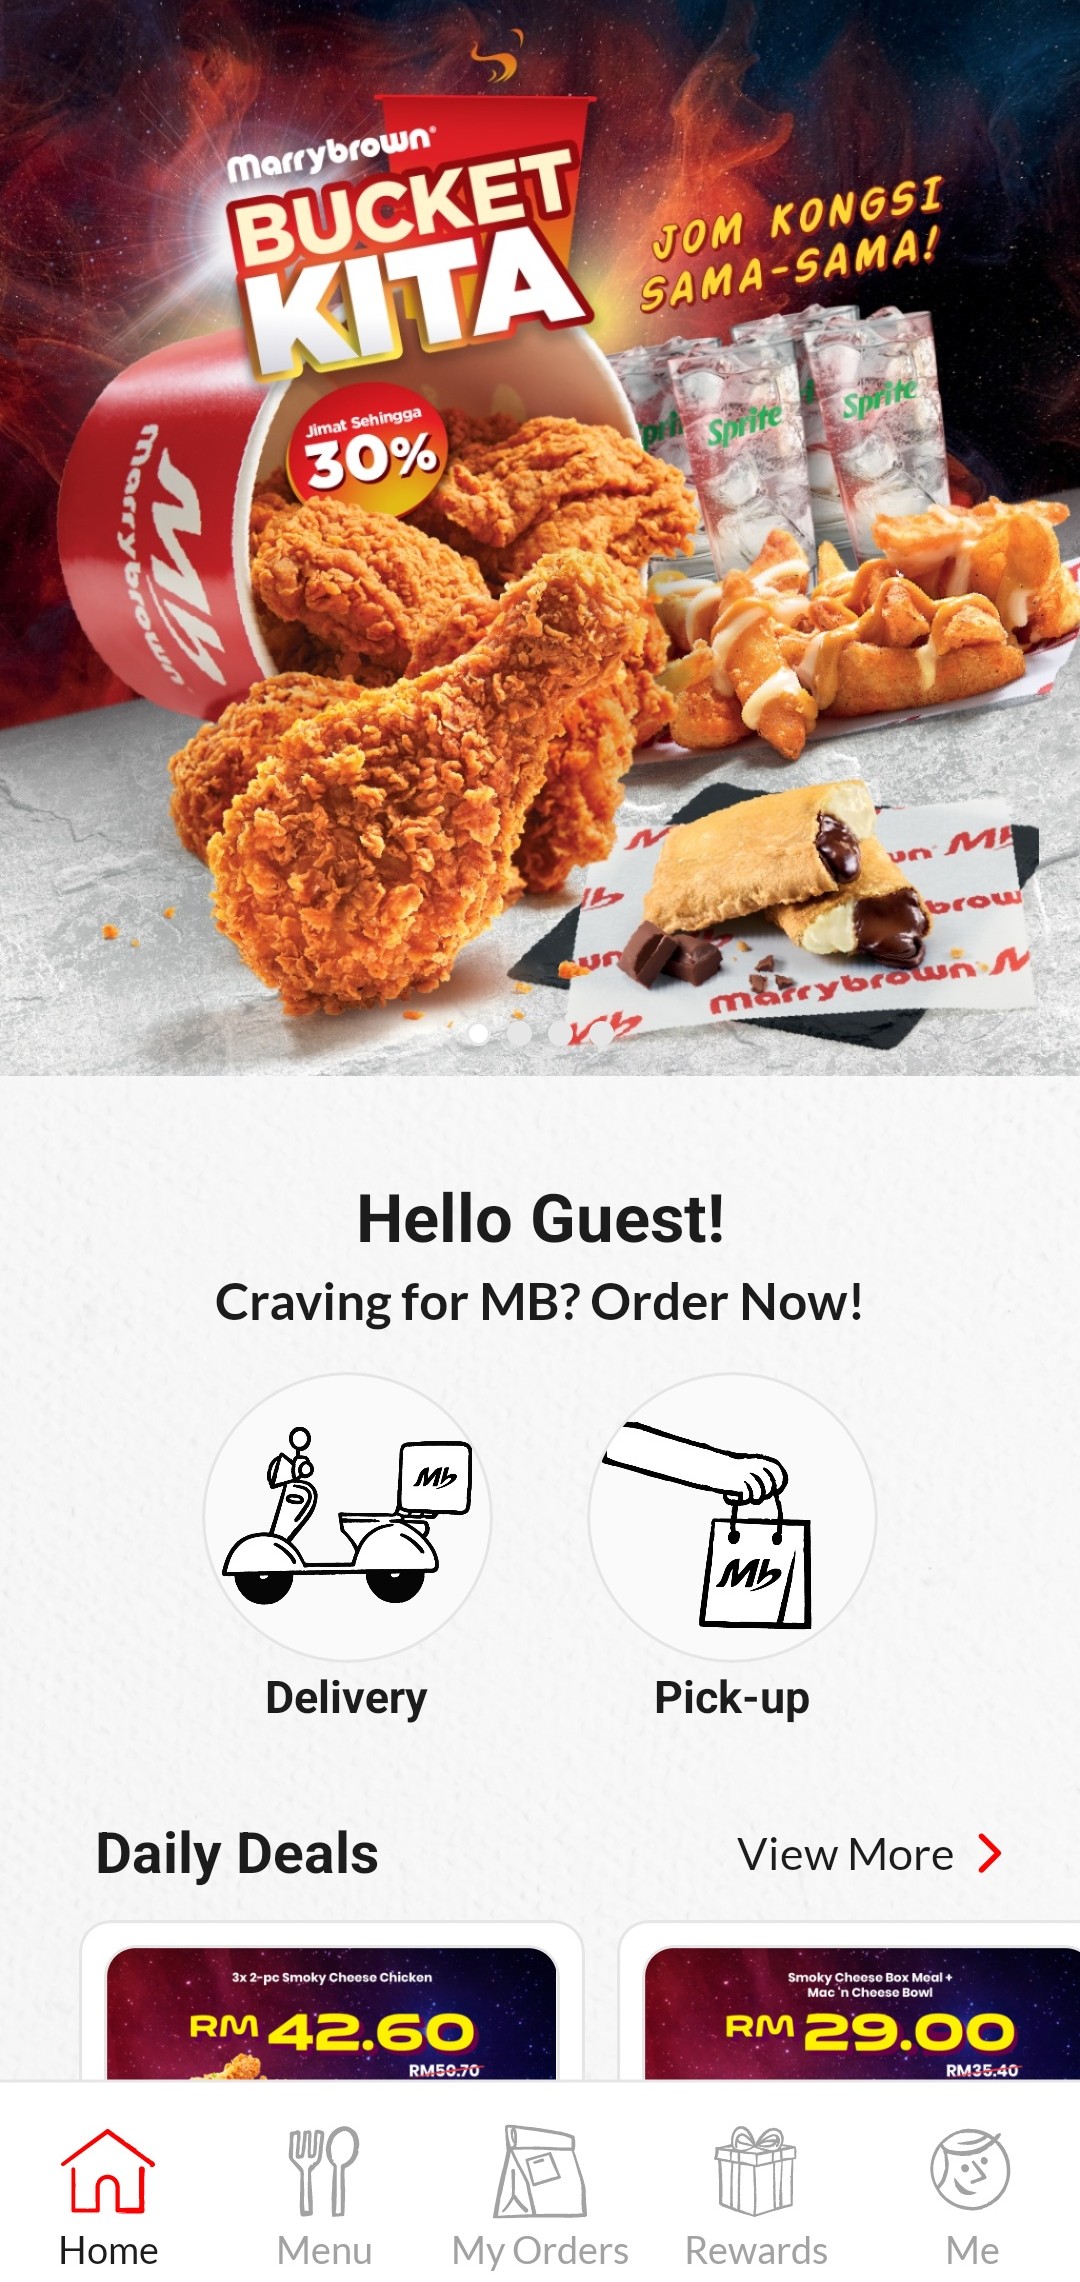 Marrybrown®
BUCKET
KITA
JOM KONGSI
SAMA-SAMA!
Jimat Sehingga
30%
Sprite
Sprite
Mb
marrybrown
marrybrown
Hello Guest!
Craving for MB? Order Now!
Mb
Mb
Delivery
Pick-up
Daily Deals
View More
3x 2-pc Smoky Cheese Chicken
RM 42.60
RM50.70
Smoky Cheese Box Meal +
Mac 'n Cheese Bowl
RM 29.00
RM35.40
Home
Menu
My Orders
Rewards
Me